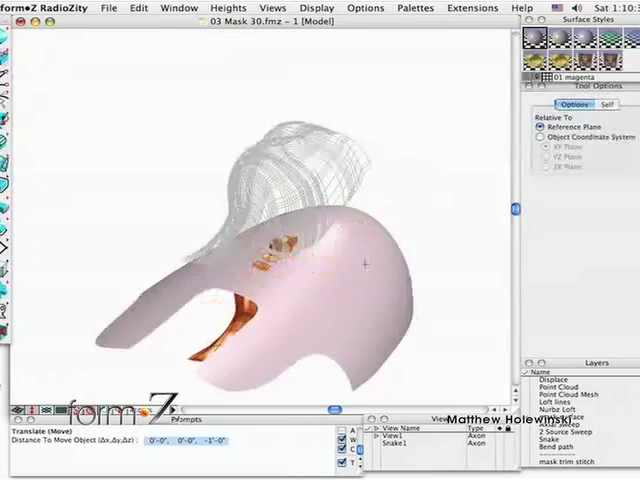 form•Z RadioZity File Edit Window Heights Views Display Options Palettes Extensions Help Sat 1:10:3
03 Mask 30.fmz - 1 [Model]
Surface Styles
01 magenta
Tool Options
Options Self
Relative To
Reference Plane
Object Coordinate System
XY Plane
YZ Plane
ZX Plane
Layers
Name
Displace
Point Cloud
Point Cloud Mesh
Loft lines
Nurbz Loft
Axial Sweep
2 Source Sweep
Snake
Bend path
----------
mask trim stitch
form Z
Matthew Holewinski
Prompts
Translate (Move)
Distance To Move Object (Δx,Δy,Δz): 0'-0", 0'-0", -1'-0"
A
W
C
T
View Name Type
View1 Axon
Snake1 Axon